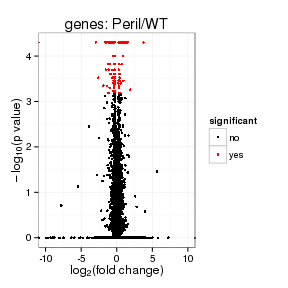 genes: Peril/WT
−log10(p value)
4
3
2
1
0
-10
-5
0
5
10
log2(fold change)
significant
no
yes